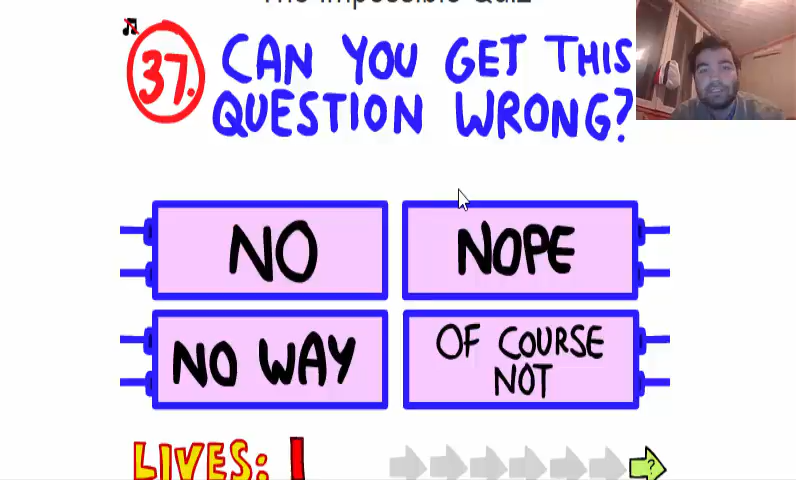 The Impossible Quiz
37. CAN YOU GET THIS
QUESTION WRONG?
NO
NOPE
NO WAY
OF COURSE
NOT
LIVES: 1
?